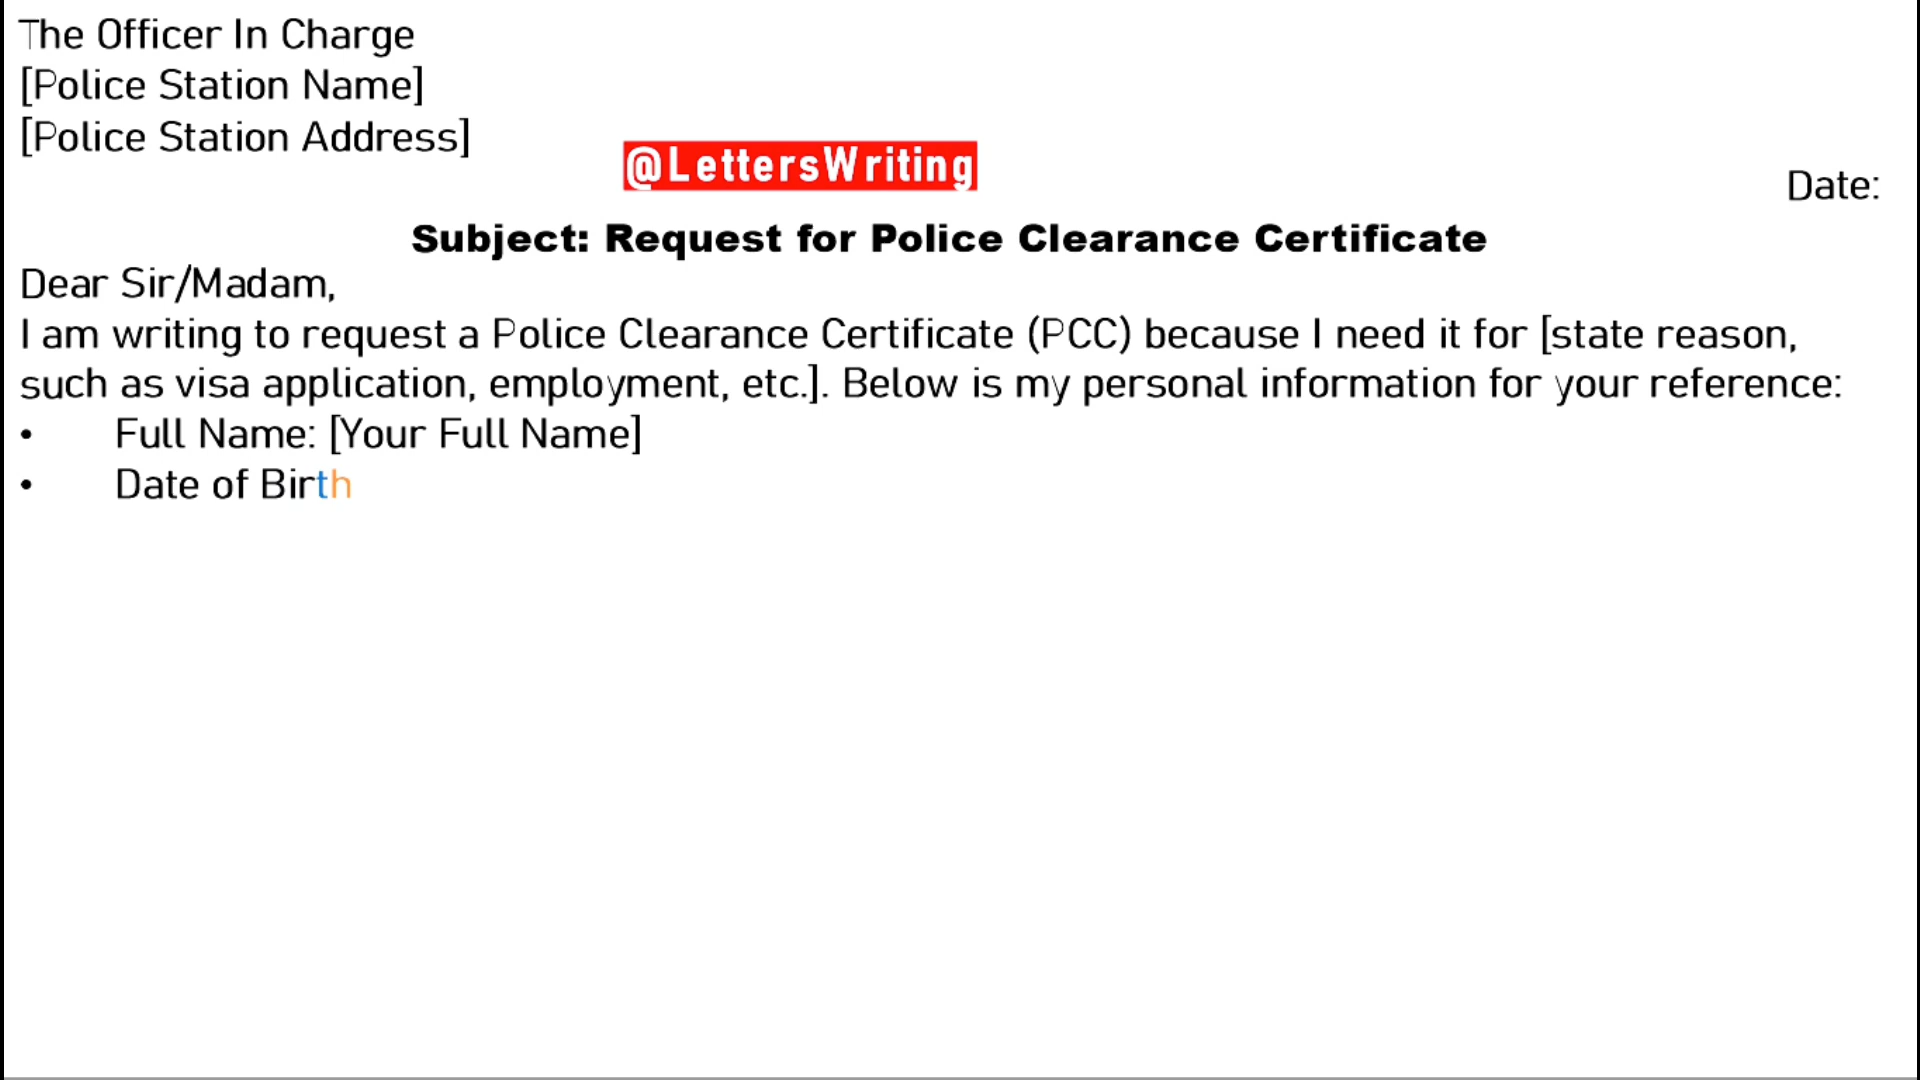 The Officer In Charge
[Police Station Name]
[Police Station Address]
@LettersWriting
Date:
Subject: Request for Police Clearance Certificate
Dear Sir/Madam,
I am writing to request a Police Clearance Certificate (PCC) because I need it for [state reason,
such as visa application, employment, etc.]. Below is my personal information for your reference:
• Full Name: [Your Full Name]
• Date of Birth